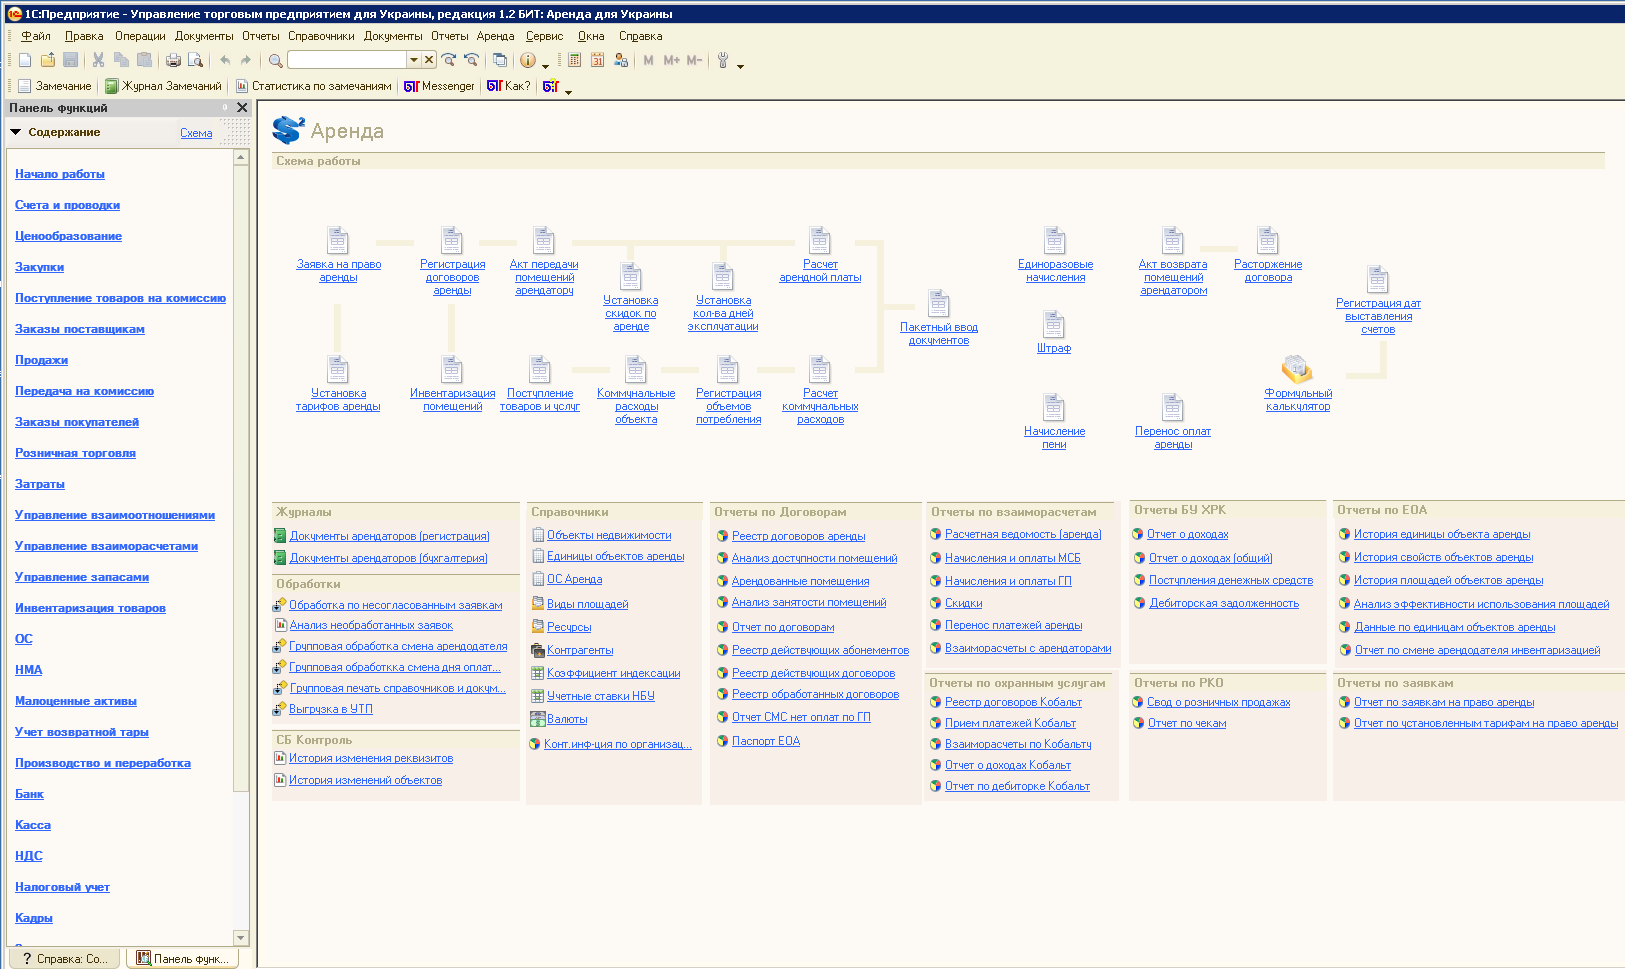 1С:Предприятие - Управление торговым предприятием для Украины, редакция 1.2 БИТ: Аренда для Украины
Файл Правка Операции Документы Отчеты Справочники Документы Отчеты Аренда Сервис Окна Справка
M M+ M-
Замечание Журнал Замечаний Статистика по замечаниям Messenger Как?
Панель функций
Содержание Схема
Начало работы
Счета и проводки
Ценообразование
Закупки
Поступление товаров на комиссию
Заказы поставщикам
Продажи
Передача на комиссию
Заказы покупателей
Розничная торговля
Затраты
Управление взаимоотношениями
Управление взаиморасчетами
Управление запасами
Инвентаризация товаров
ОС
НМА
Малоценные активы
Учет возвратной тары
Производство и переработка
Банк
Касса
НДС
Налоговый учет
Кадры
Справка: Со...
Панель функ...
Аренда
Схема работы
Заявка на право
аренды
Регистрация
договоров
аренды
Акт передачи
помещений
арендатору
Установка
скидок по
аренде
Установка
кол-ва дней
эксплуатации
Расчет
арендной платы
Пакетный ввод
документов
Единоразовые
начисления
Акт возврата
помещений
арендатором
Расторжение
договора
Регистрация дат
выставления
счетов
Штраф
Установка
тарифов аренды
Инвентаризация
помещений
Поступление
товаров и услуг
Коммунальные
расходы
объекта
Регистрация
объемов
потребления
Расчет
коммунальных
расходов
Формульный
калькулятор
Начисление
пени
Перенос оплат
аренды
Журналы
Документы арендаторов (регистрация)
Документы арендаторов (бухгалтерия)
Обработки
Обработка по несогласованным заявкам
Анализ необработанных заявок
Групповая обработка смена арендодателя
Групповая обработкка смена дня оплат...
Групповая печать справочников и докум...
Выгрузка в УТП
СБ Контроль
История изменения реквизитов
История изменений объектов
Справочники
Объекты недвижимости
Единицы объектов аренды
ОС Аренда
Виды площадей
Ресурсы
Контрагенты
Коэффициент индексации
Учетные ставки НБУ
Валюты
Конт.инф-ция по организац...
Отчеты по Договорам
Реестр договоров аренды
Анализ доступности помещений
Арендованные помещения
Анализ занятости помещений
Отчет по договорам
Реестр действующих абонементов
Реестр действующих договоров
Реестр обработанных договоров
Отчет СМС нет оплат по ГП
Паспорт ЕОА
Отчеты по взаиморасчетам
Расчетная ведомость (аренда)
Начисления и оплаты МСБ
Начисления и оплаты ГП
Скидки
Перенос платежей аренды
Взаиморасчеты с арендаторами
Отчеты по охранным услугам
Реестр договоров Кобальт
Прием платежей Кобальт
Взаиморасчеты по Кобальту
Отчет о доходах Кобальт
Отчет по дебиторке Кобальт
Отчеты БУ ХРК
Отчет о доходах
Отчет о доходах (общий)
Поступления денежных средств
Дебиторская задолженность
Отчеты по РКО
Свод о розничных продажах
Отчет по чекам
Отчеты по ЕОА
История единицы объекта аренды
История свойств объектов аренды
История площадей объектов аренды
Анализ эффективности использования площадей
Данные по единицам объектов аренды
Отчет по смене арендодателя инвентаризацией
Отчеты по заявкам
Отчет по заявкам на право аренды
Отчет по установленным тарифам на право аренды